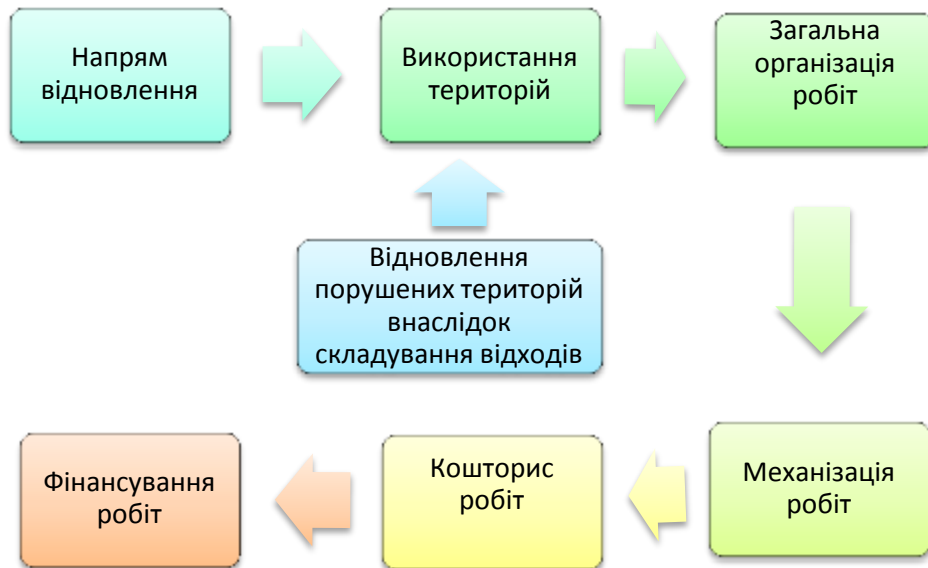 Напрям
відновлення
Використання
територій
Загальна
організація
робіт
Відновлення
порушених територій
внаслідок
складування відходів
Фінансування
робіт
Кошторис
робіт
Механізація
робіт